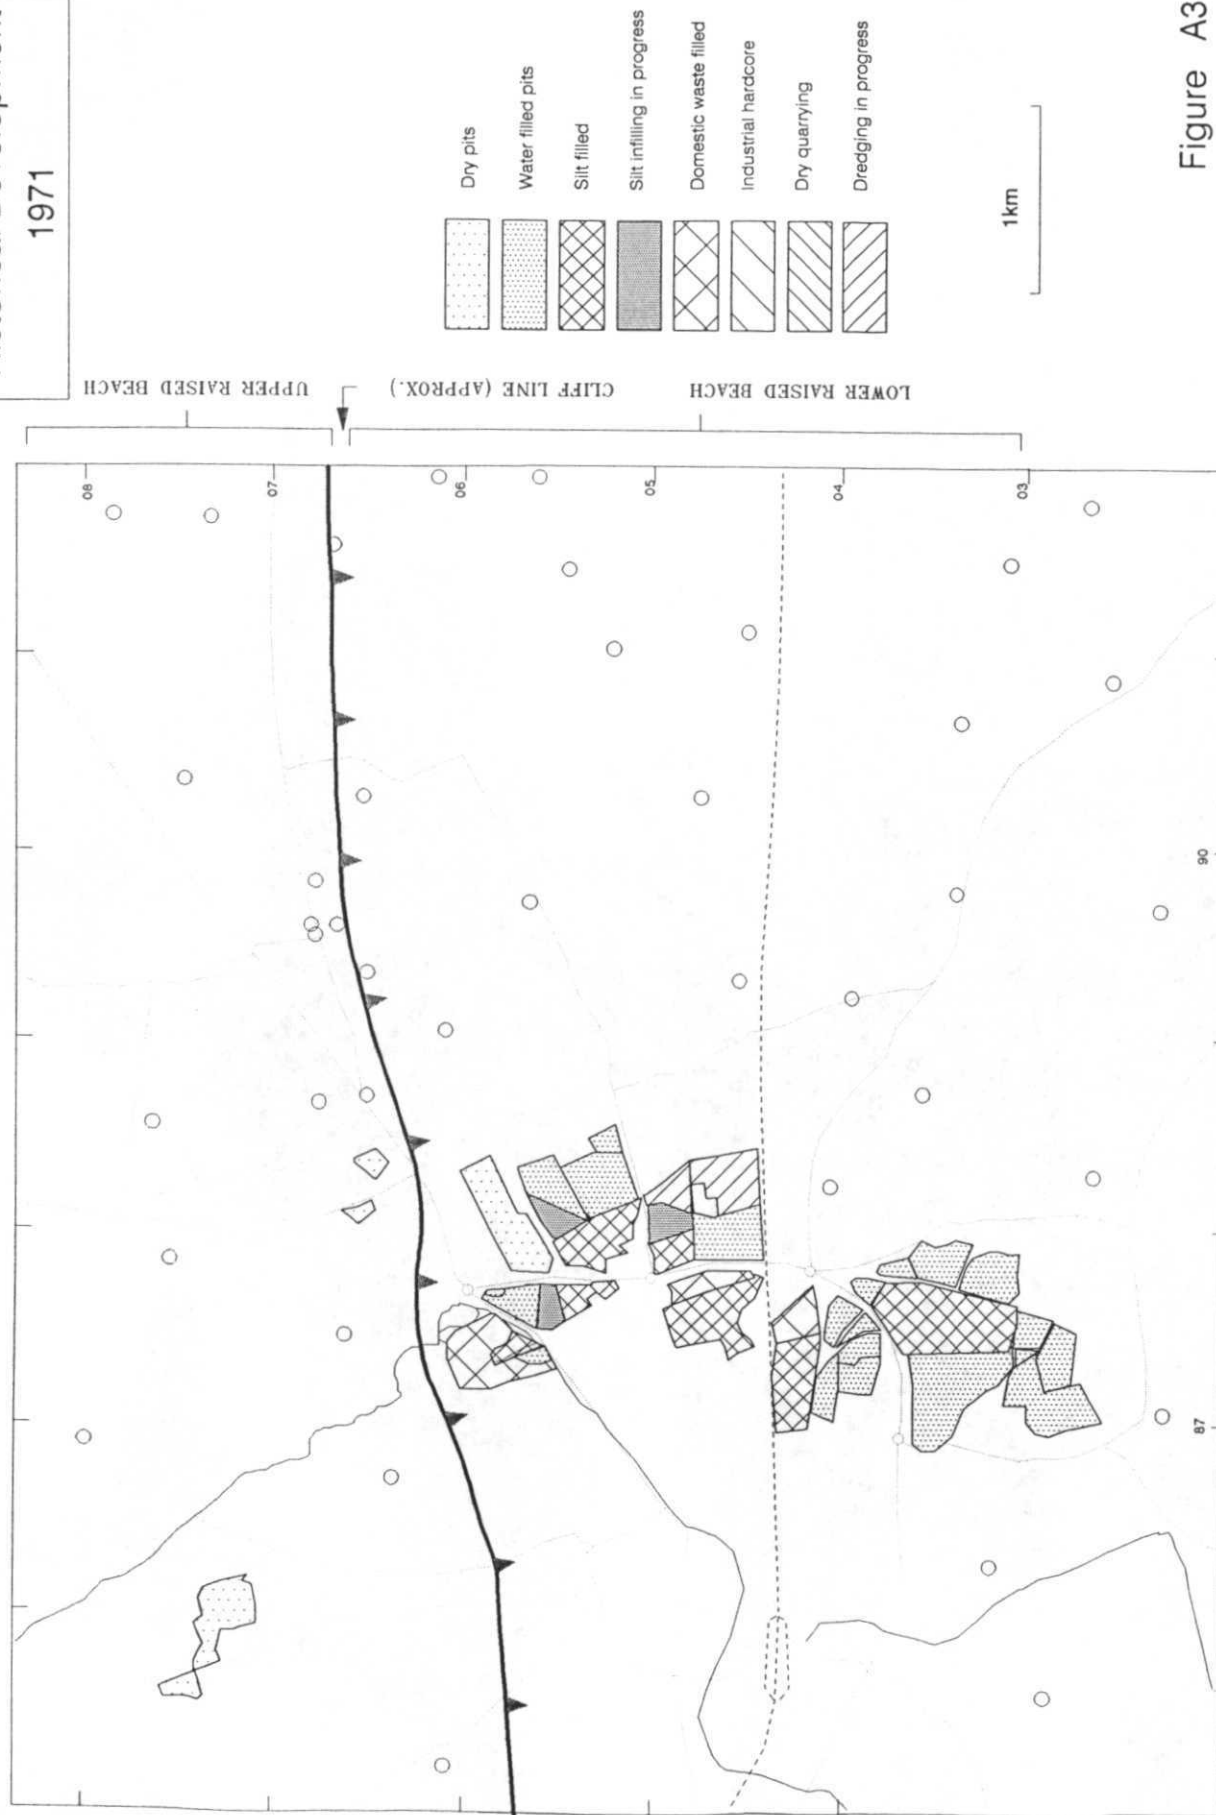 1971
Dry pits
Water filled pits
Silt filled
Silt infilling in progress
Domestic waste filled
Industrial hardcore
Dry quarrying
Dredging in progress
1km
UPPER RAISED BEACH
CLIFF LINE (APPROX.)
LOWER RAISED BEACH
08
07
06
05
04
03
90
87
Figure A3